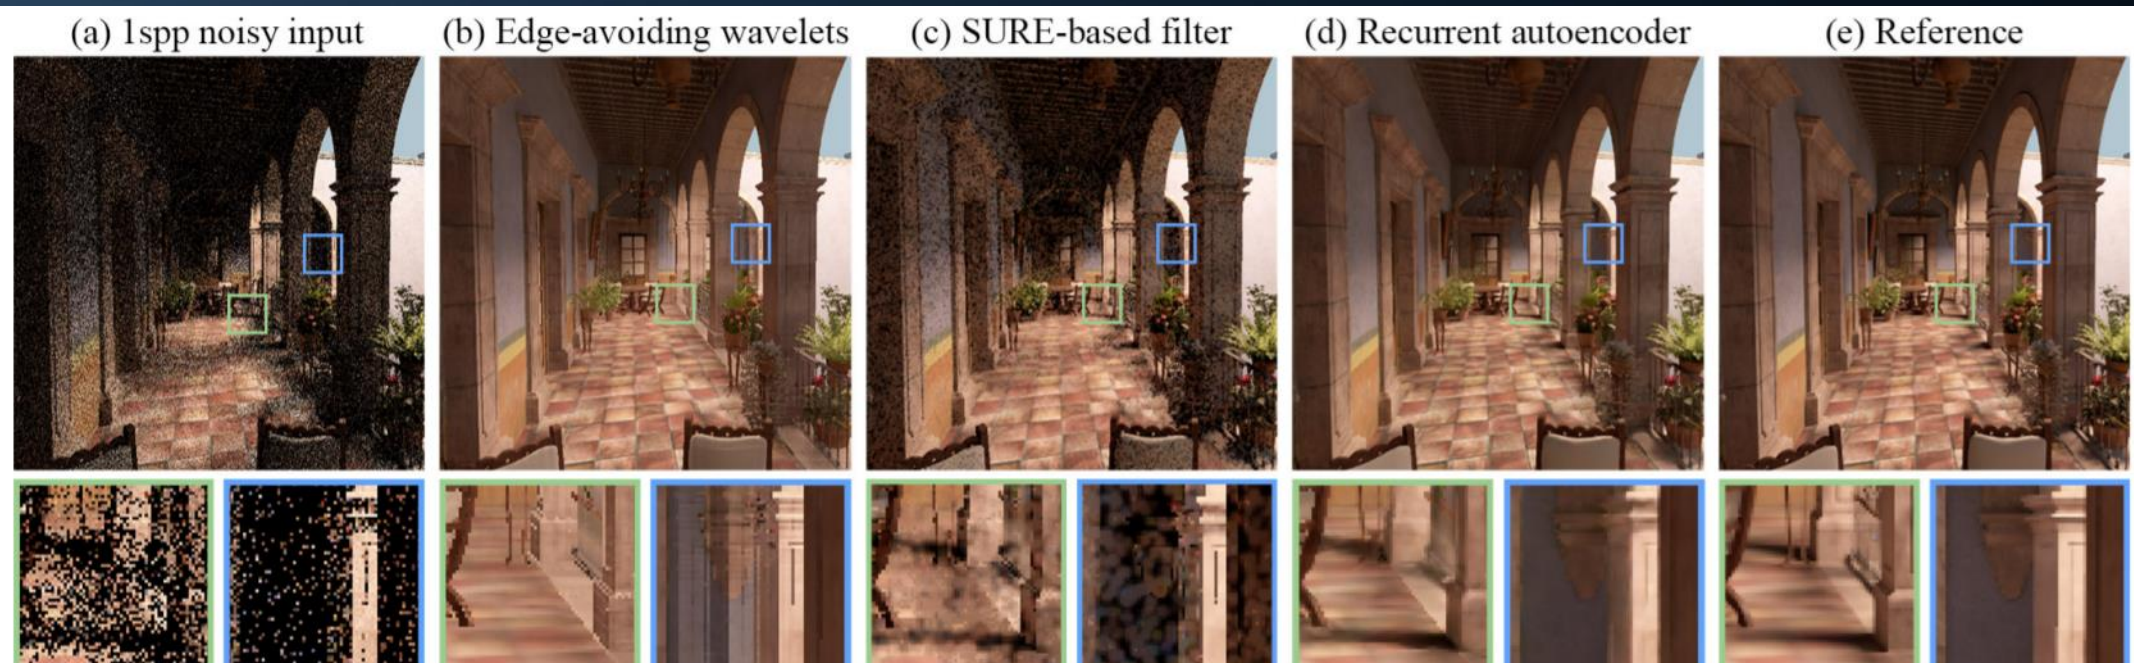 (a) 1spp noisy input
(b) Edge-avoiding wavelets
(c) SURE-based filter
(d) Recurrent autoencoder
(e) Reference